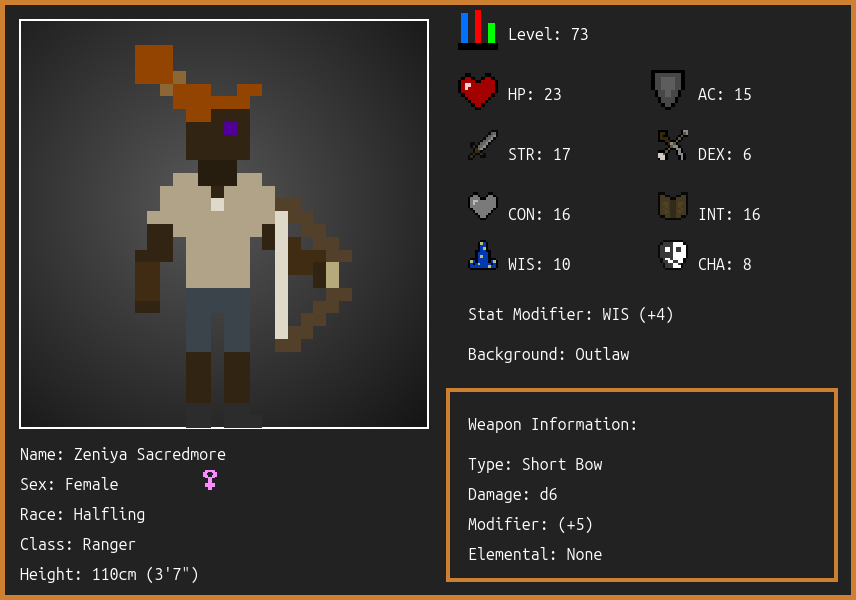 Level: 73
HP: 23
AC: 15
STR: 17
DEX: 6
CON: 16
INT: 16
WIS: 10
CHA: 8
Stat Modifier: WIS (+4)
Background: Outlaw
Weapon Information:
Type: Short Bow
Damage: d6
Modifier: (+5)
Elemental: None
Name: Zeniya Sacredmore
Sex: Female
Race: Halfling
Class: Ranger
Height: 110cm (3'7")